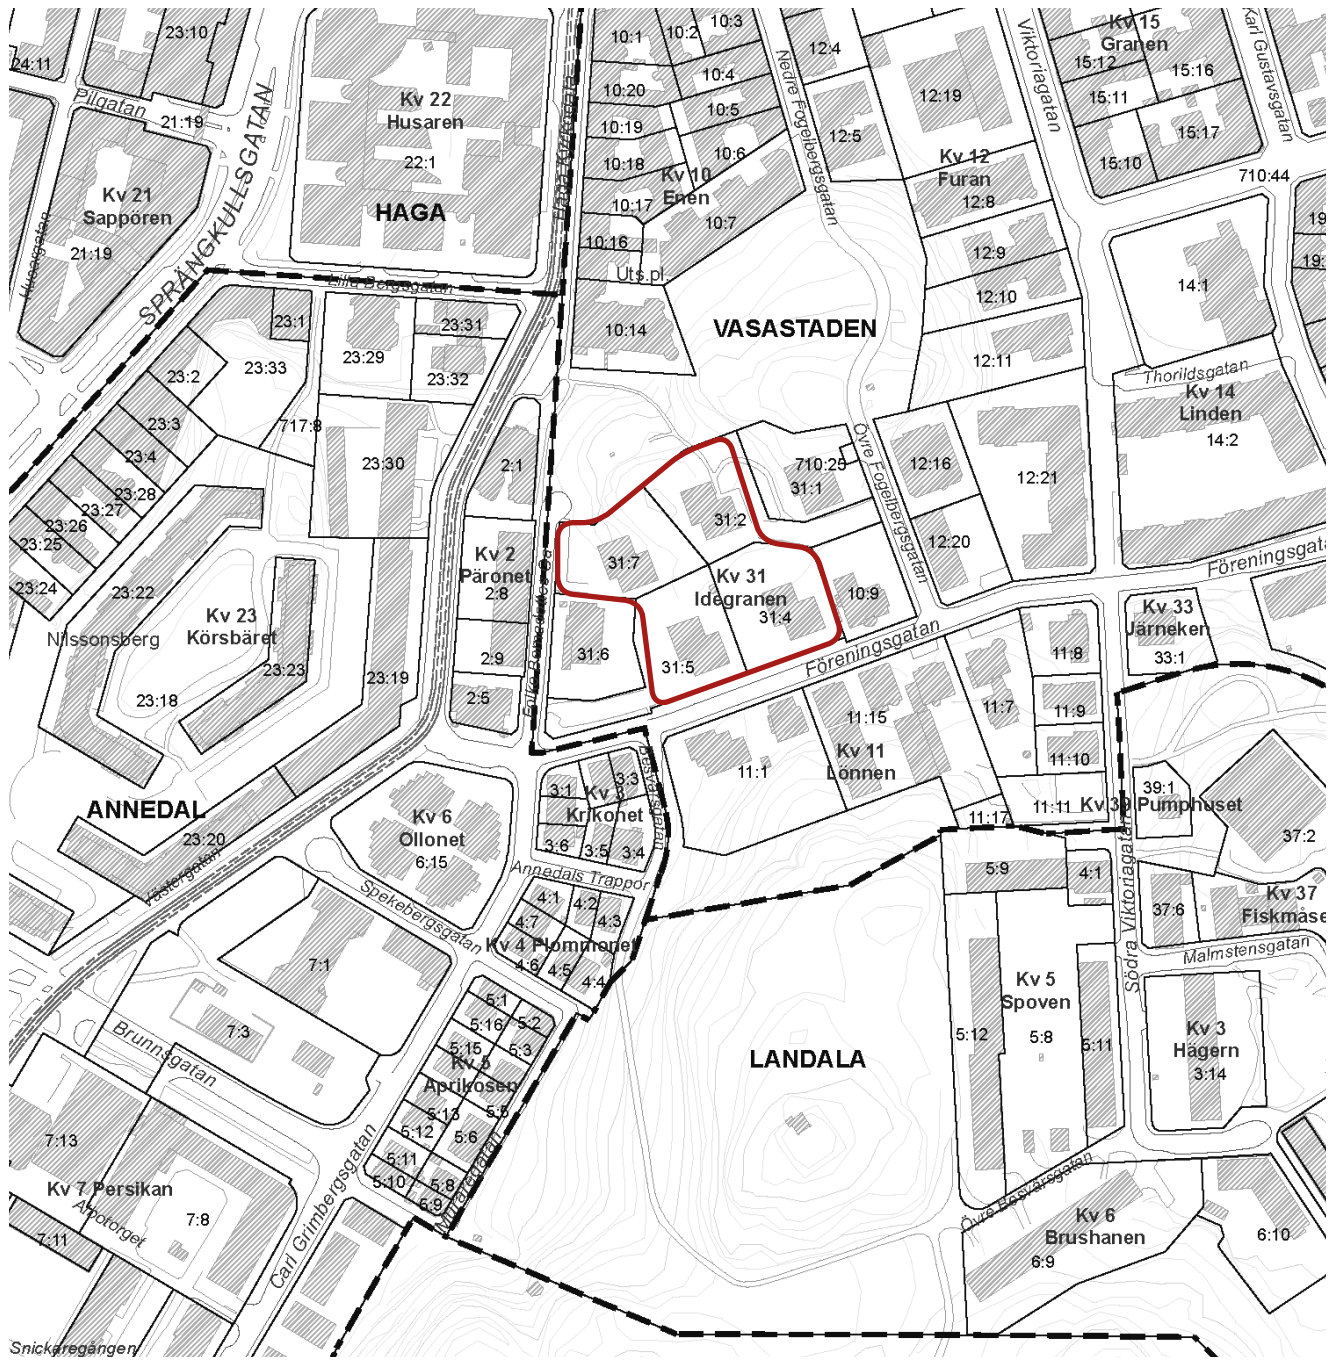 23:10
24:11
Pilgatan
21:19
SPRÄNGKULLSGATAN
Kv 22
Husaren
22:1
HAGA
Kv 21
Sappören
21:19
Husargatan
Haga Kyrkogata
Lilla Bergsgatan
10:1
10:2
10:3
10:4
10:20
10:5
10:19
10:6
10:18
Kv 10
Enen
10:17
10:7
10:16
Uts.pl.
10:14
12:4
Nedre Fogelbergsgatan
12:5
12:19
Kv 12
Furan
12:8
12:9
12:10
12:11
Viktoriagatan
Kv 15
Granen
15:12
15:16
15:11
15:17
15:10
Karl Gustavsgatan
710:44
19:
14:1
Thorildsgatan
Kv 14
Linden
14:2
VASASTADEN
23:1
23:31
23:29
23:33
23:2
23:32
23:3
717:8
23:4
23:30
23:28
23:27
23:26
23:25
23:24
23:22
Kv 23
Körsbäret
Nilssonsberg
23:23
23:19
23:18
ANNEDAL
23:20
Västergatan
2:1
Kv 2
Päronet
2:8
2:9
2:5
31:7
31:2
710:25
31:1
Övre Fogelbergsgatan
12:16
12:21
12:20
Kv 31
Idegranen
31:4
10:9
31:6
31:5
Föreningsgatan
Föreningsgata
Kv 33
Järneken
33:1
11:8
11:7
11:9
11:15
11:10
11:1
Kv 11
Lönnen
11:11
11:17
39:1
Kv 39 Pumphuset
37:2
Kv 6
Ollonet
6:15
3:1
3:3
Kv
Krikonet
3:6
3:5
3:4
Annedals Trappor
Spekebergsgatan
4:1
4:2
4:7
4:3
Kv 4 Plommonet
4:6
4:5
4:4
5:9
4:1
37:6
Kv 37
Fiskmåse
Malmstensgatan
Södra Viktoriagatan
Kv 5
Spoven
5:12
5:8
5:11
Kv 3
Hägern
3:14
7:1
7:3
Brunnsgatan
5:1
5:16
5:2
5:15
5:3
Kv 5
Aprikosen
5:13
5:5
5:12
5:6
5:11
5:10
5:8
5:9
Muraregatan
LANDALA
7:13
Kv 7 Persikan
7:8
Arbotorget
7:11
Carl Grimbergsgatan
Övre Besvärsgatan
Kv 6
Brushanen
6:9
6:10
Snickaregången